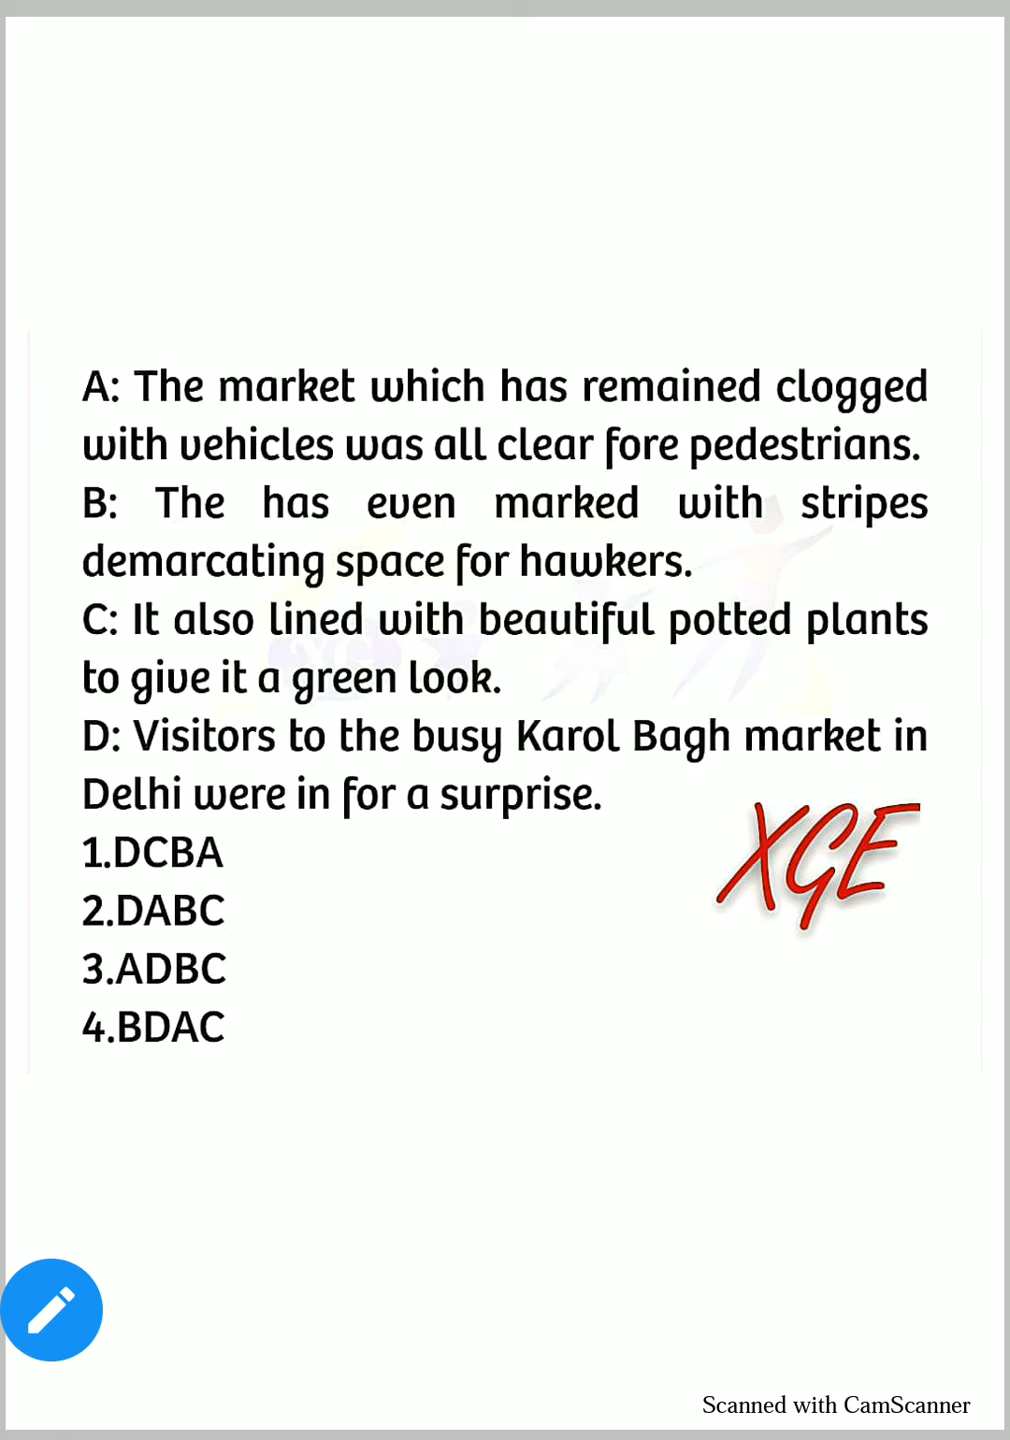 A: The market which has remained clogged
with vehicles was all clear fore pedestrians.
B: The has even marked with stripes
demarcating space for hawkers.
C: It also lined with beautiful potted plants
to give it a green look.
D: Visitors to the busy Karol Bagh market in
Delhi were in for a surprise.
1.DCBA
XGE
2.DABC
3.ADBC
4.BDAC
Scanned with CamScanner